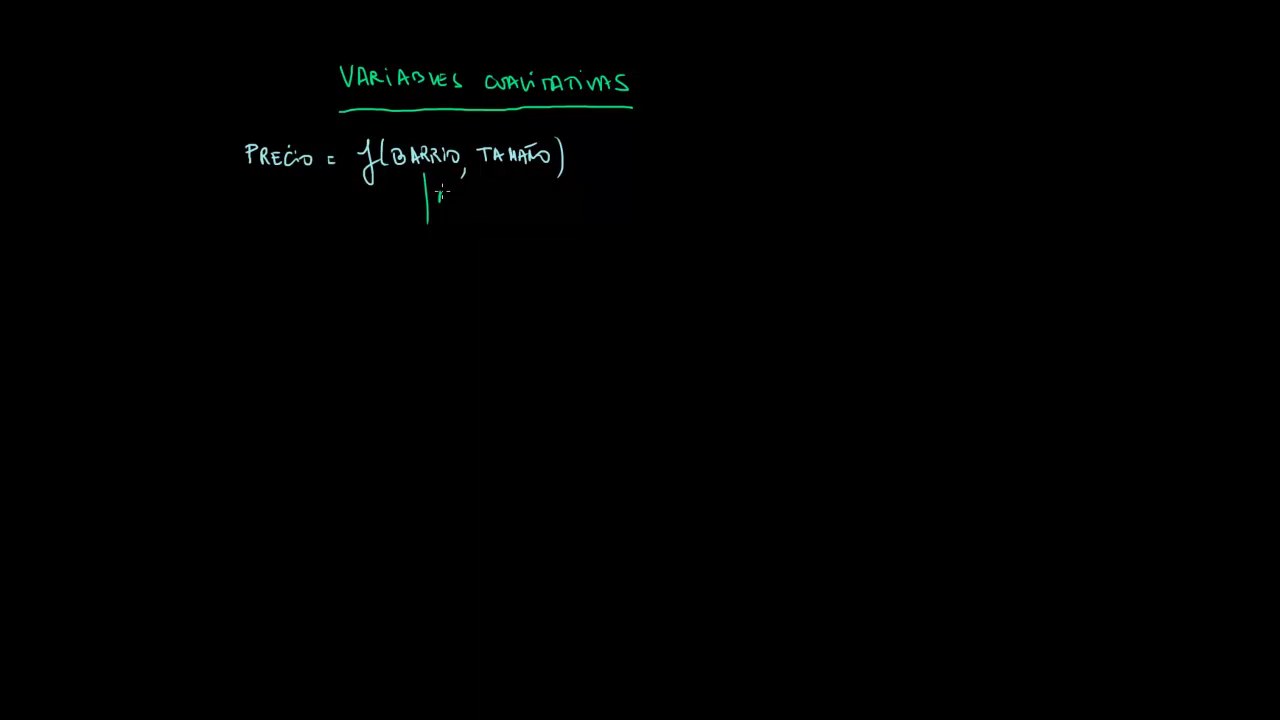 VARIABLES CUALITATIVAS
PRECIO = f(BARRIO, TAMAÑO)